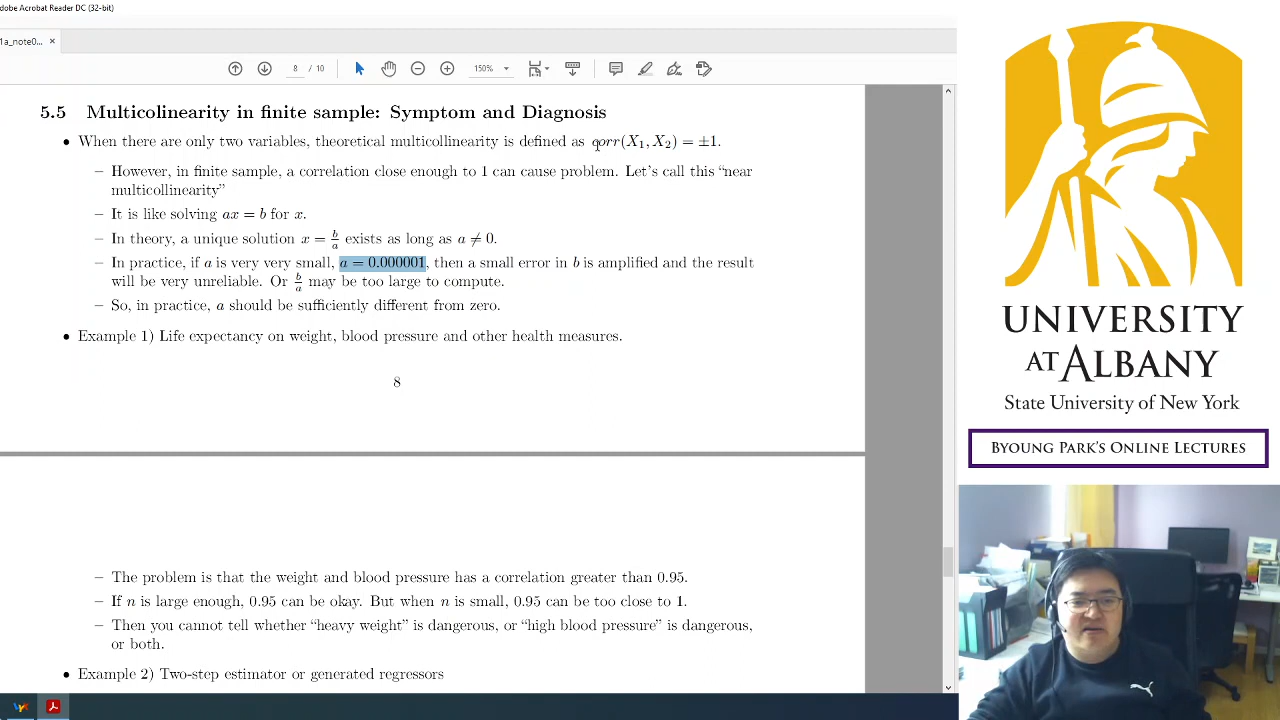 dobe Acrobat Reader DC (32-bit)
1a_note0... ×
8 / 10
150%
5.5 Multicolinearity in finite sample: Symptom and Diagnosis
• When there are only two variables, theoretical multicollinearity is defined as corr(X₁, X₂) = ±1.
– However, in finite sample, a correlation close enough to 1 can cause problem. Let's call this “near
multicollinearity”
– It is like solving ax = b for x.
– In theory, a unique solution x = b/a exists as long as a ≠ 0.
– In practice, if a is very very small, a = 0.000001, then a small error in b is amplified and the result
will be very unreliable. Or b/a may be too large to compute.
– So, in practice, a should be sufficiently different from zero.
• Example 1) Life expectancy on weight, blood pressure and other health measures.
8
– The problem is that the weight and blood pressure has a correlation greater than 0.95.
– If n is large enough, 0.95 can be okay. But when n is small, 0.95 can be too close to 1.
– Then you cannot tell whether “heavy weight” is dangerous, or “high blood pressure” is dangerous,
or both.
• Example 2) Two-step estimator or generated regressors
UNIVERSITY
AT ALBANY
State University of New York
BYOUNG PARK'S ONLINE LECTURES